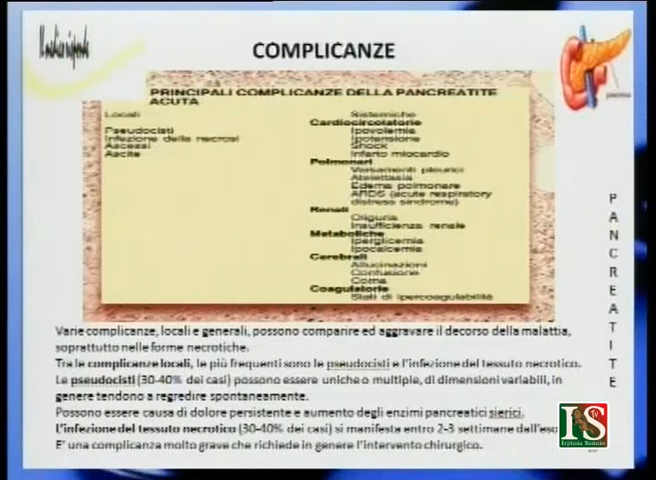 COMPLICANZE
PRINCIPALI COMPLICANZE DELLA PANCREATITE
ACUTA
Locali
Pseudocisti
Infezione della necrosi
Ascessi
Ascite
Sistemiche
Cardiocircolatorie
Ipovolemia
Ipotensione
Shock
Infarto miocardio
Polmonari
Versamenti pleurici
Atelettasia
Edema polmonare
ARDS (acute respiratory
distress sindrome)
Renali
Oliguria
Insufficienza renale
Metaboliche
Iperglicemia
Ipocalcemia
Cerebrali
Allucinazioni
Confusione
Coma
Coagulatorie
Stati di ipercoagulabilità
Varie complicanze, locali e generali, possono comparire ed aggravare il decorso della malattia,
soprattutto nelle forme necrotiche.
Tra le complicanze locali, le più frequenti sono le pseudocisti e l'infezione del tessuto necrotico.
Le pseudocisti (30-40% dei casi) possono essere uniche o multiple, di dimensioni variabili, in
genere tendono a regredire spontaneamente.
Possono essere causa di dolore persistente e aumento degli enzimi pancreatici sierici.
L'infezione del tessuto necrotico (30-40% dei casi) si manifesta entro 2-3 settimane dall'eso
E' una complicanza molto grave che richiede in genere l'intervento chirurgico.
PANCREATITE
IS TV